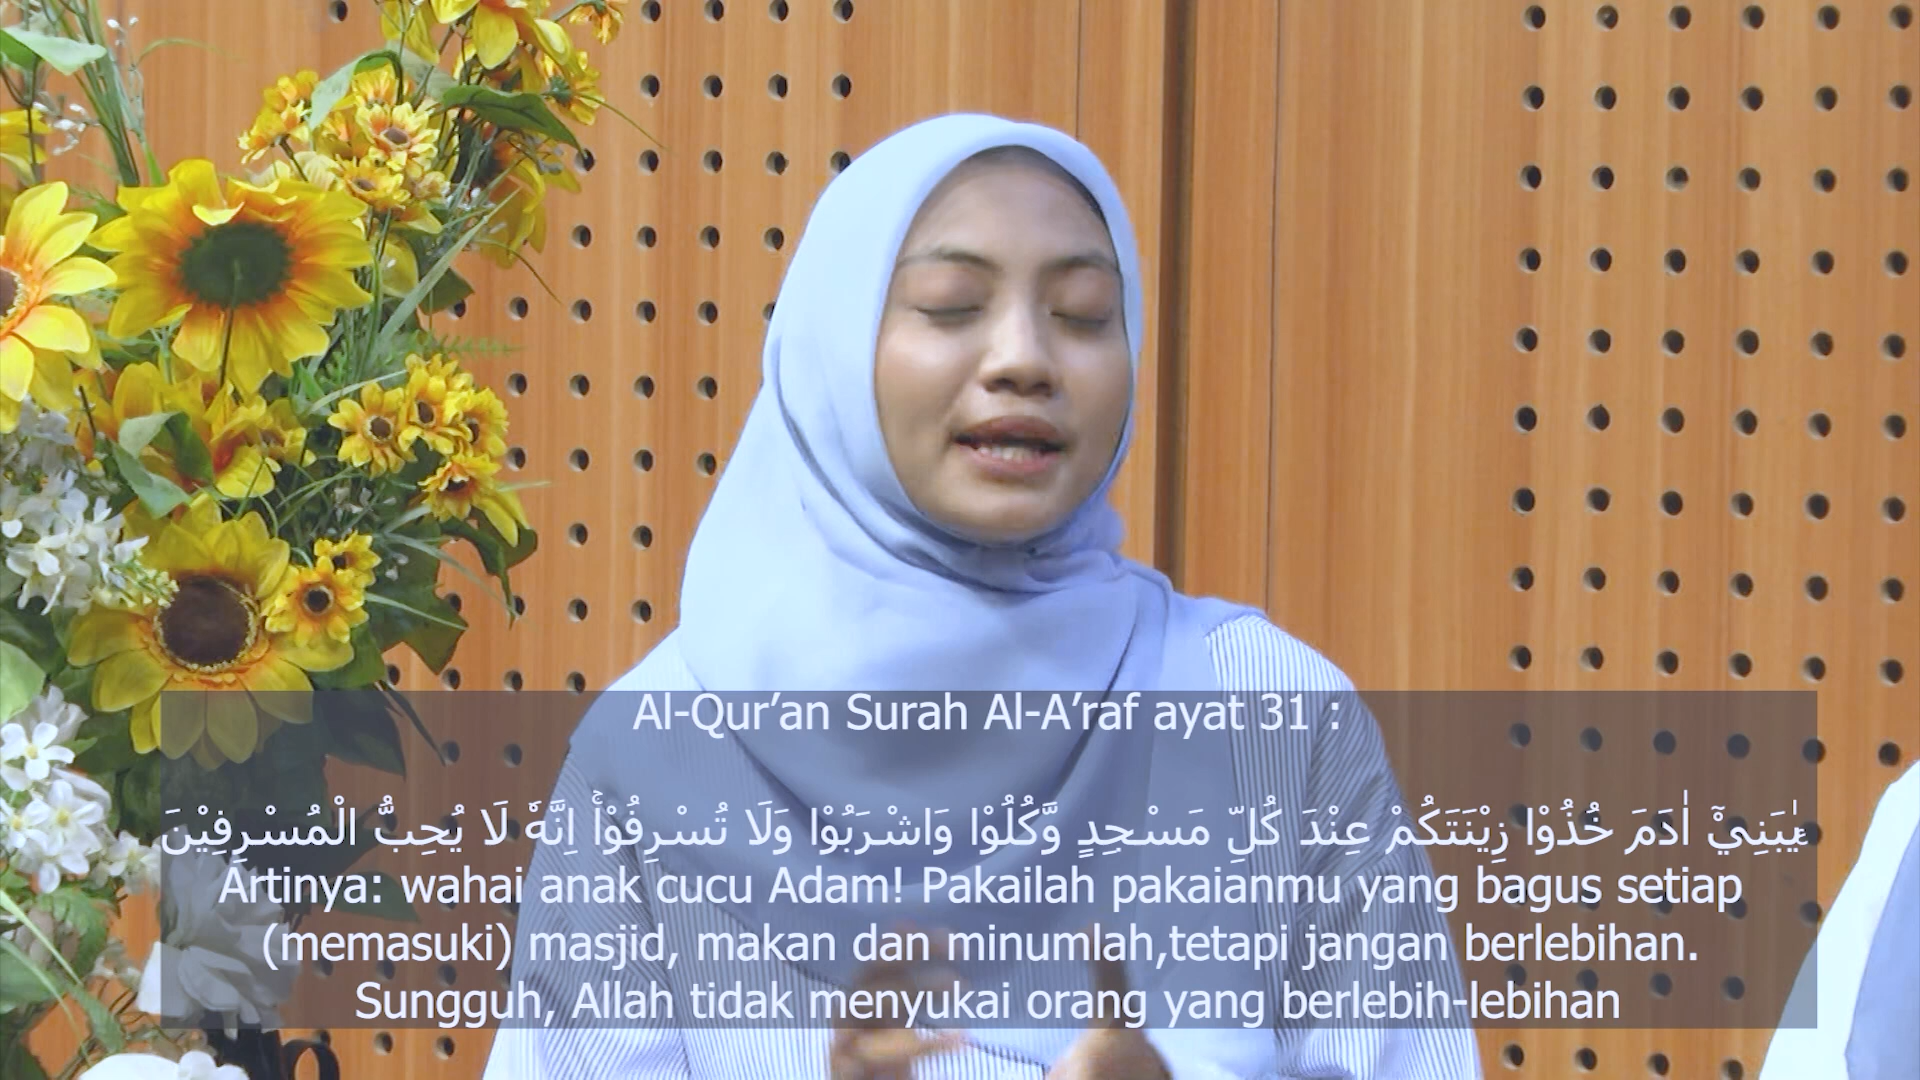 Al-Qur’an Surah Al-A’raf ayat 31 :
يٰبَنِيْٓ اٰدَمَ خُذُوْا زِيْنَتَكُمْ عِنْدَ كُلِّ مَسْجِدٍ وَّكُلُوْا وَاشْرَبُوْا وَلَا تُسْرِفُوْاۚ اِنَّهٗ لَا يُحِبُّ الْمُسْرِفِيْنَ
Artinya: wahai anak cucu Adam! Pakailah pakaianmu yang bagus setiap
(memasuki) masjid, makan dan minumlah,tetapi jangan berlebihan.
Sungguh, Allah tidak menyukai orang yang berlebih-lebihan